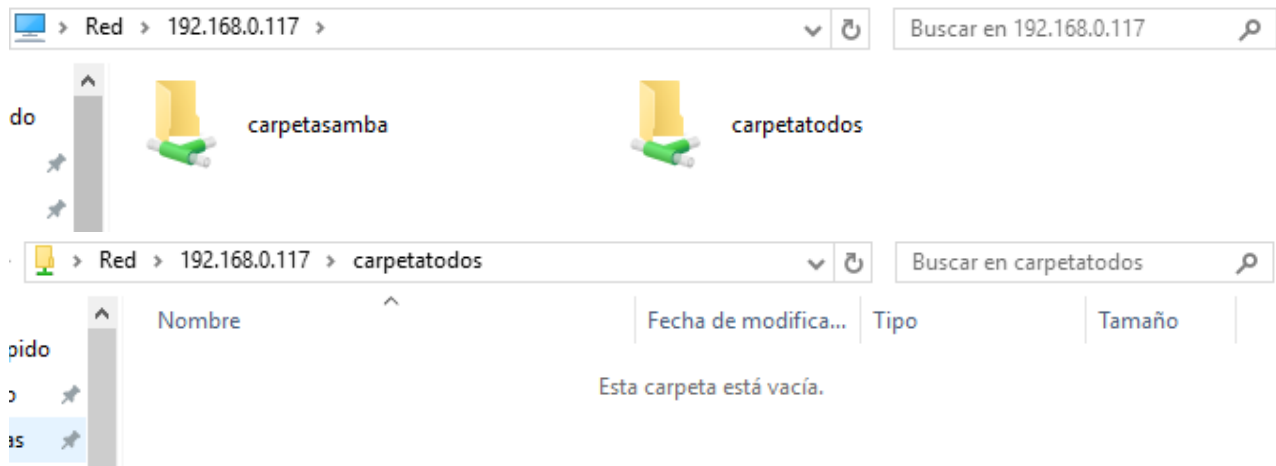 Red > 192.168.0.117 >
Buscar en 192.168.0.117
do
carpetasamba
carpetatodos
Red > 192.168.0.117 > carpetatodos
Buscar en carpetatodos
Nombre
Fecha de modifica...
Tipo
Tamaño
pido
Esta carpeta está vacía.
as